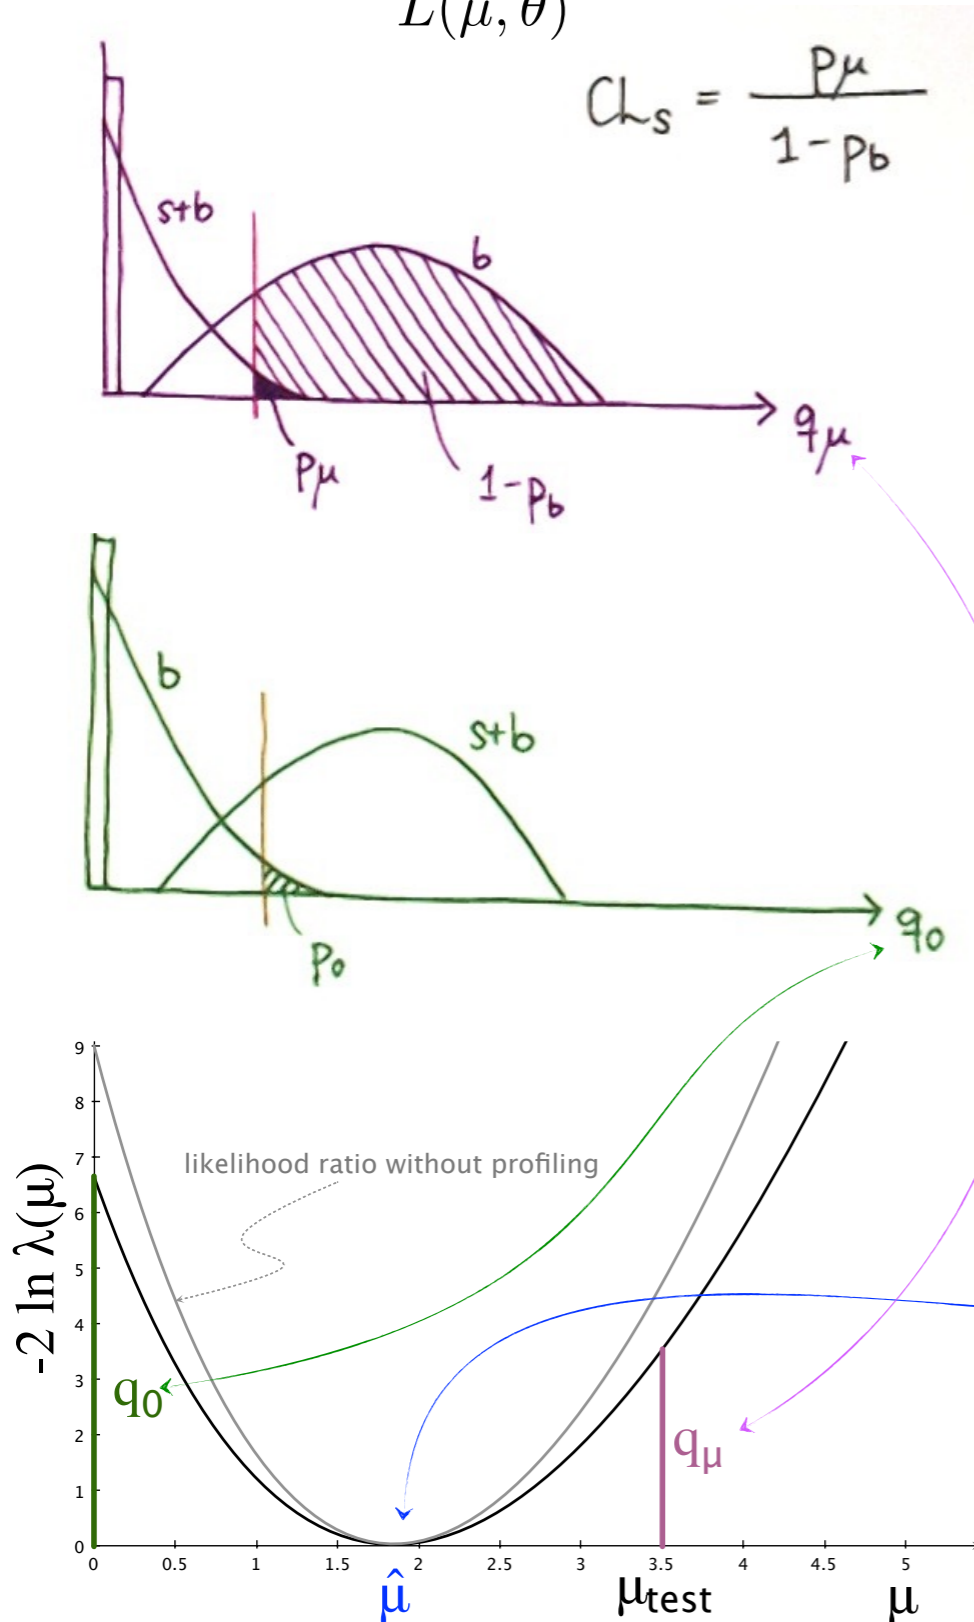 L(μ, θ)
CLs = pμ / 1-pb
s+b
b
qμ
pμ
1-pb
b
s+b
q0
p0
9
8
7
6
5
4
3
2
1
0
-2 ln λ(μ)
likelihood ratio without profiling
q0
qμ
0 0.5 1 1.5 2 2.5 3 3.5 4 4.5 5
μ̂ μtest μ